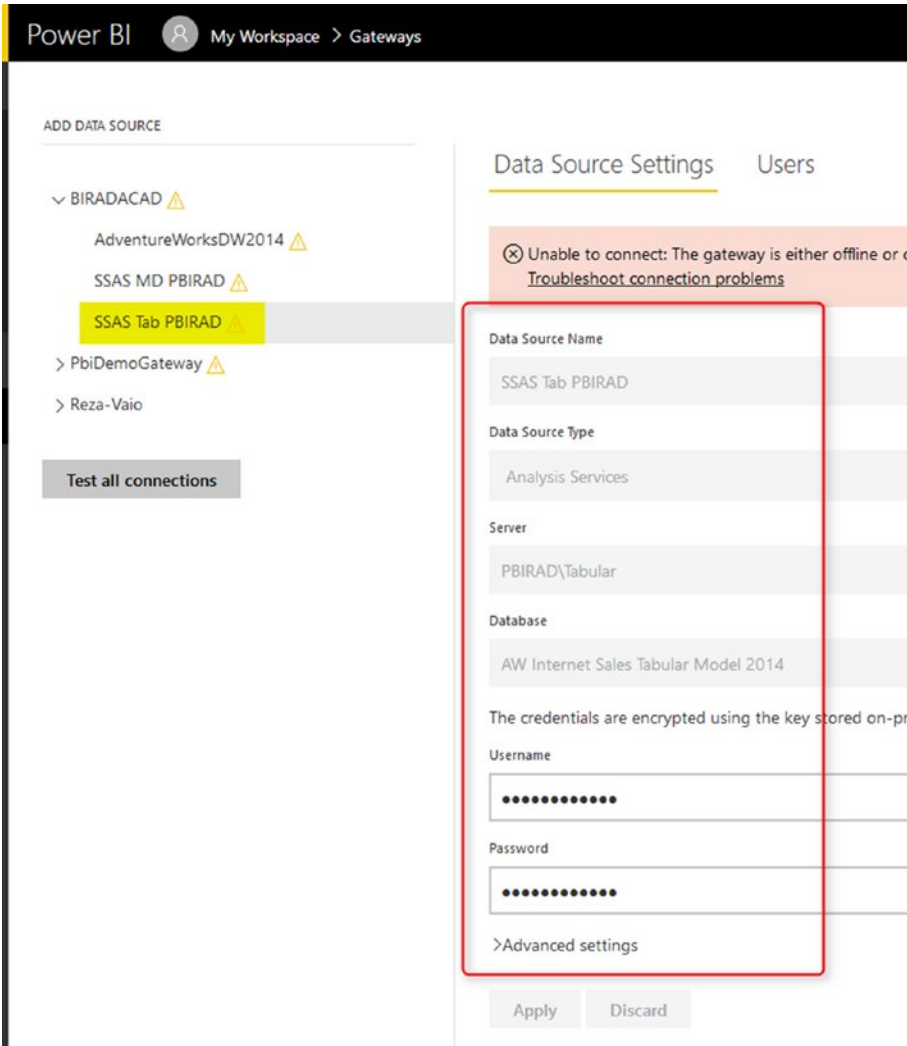 Power BI My Workspace > Gateways
ADD DATA SOURCE
BIRADACAD
AdventureWorksDW2014
SSAS MD PBIRAD
SSAS Tab PBIRAD
PbiDemoGateway
Reza-Vaio
Test all connections
Data Source Settings Users
Unable to connect: The gateway is either offline or
Troubleshoot connection problems
Data Source Name
SSAS Tab PBIRAD
Data Source Type
Analysis Services
Server
PBIRAD\Tabular
Database
AW Internet Sales Tabular Model 2014
The credentials are encrypted using the key stored on-pr
Username
●●●●●●●●●●●●
Password
●●●●●●●●●●●●
>Advanced settings
Apply Discard